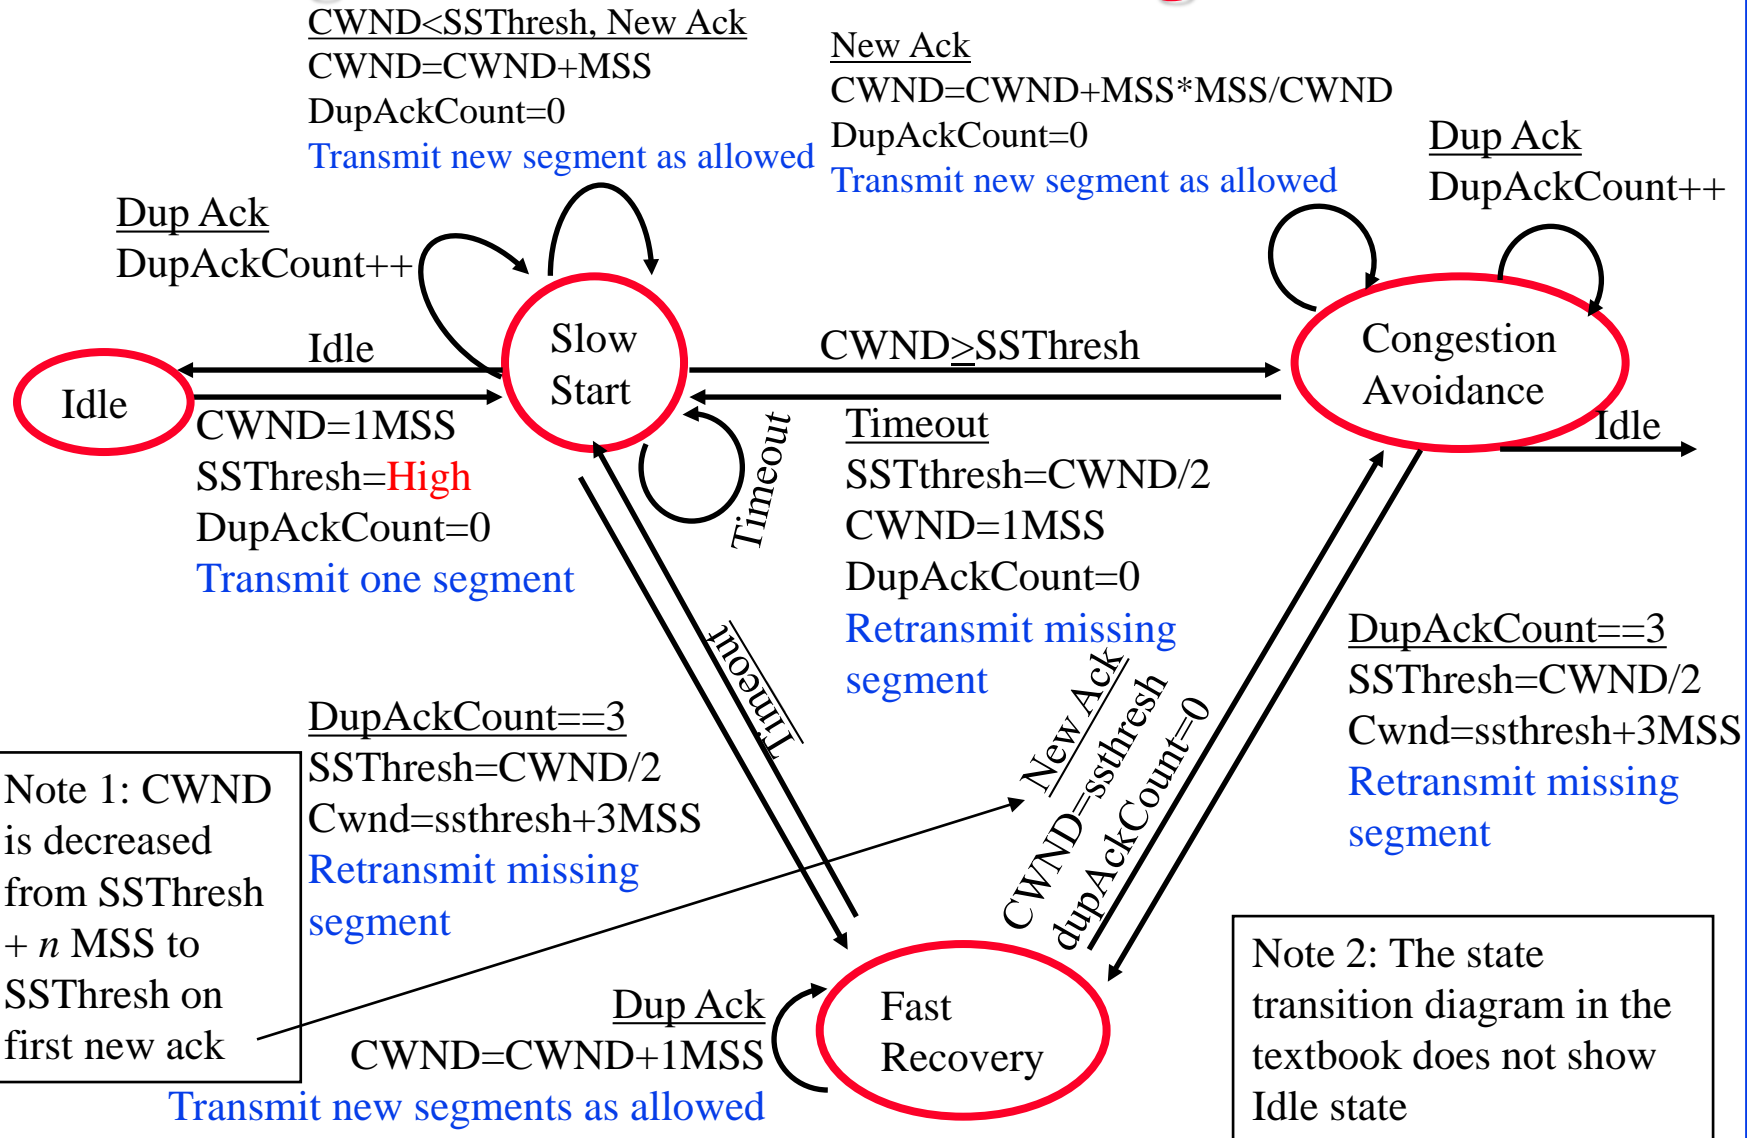 CWND<SSThresh, New Ack
CWND=CWND+MSS
DupAckCount=0
Transmit new segment as allowed
New Ack
CWND=CWND+MSS*MSS/CWND
DupAckCount=0
Transmit new segment as allowed
Dup Ack
DupAckCount++
Dup Ack
DupAckCount++
Idle
Slow
Start
CWND≥SSThresh
Congestion
Avoidance
Idle
Idle
CWND=1MSS
SSThresh=High
DupAckCount=0
Transmit one segment
Timeout
Timeout
SSTthresh=CWND/2
CWND=1MSS
DupAckCount=0
Retransmit missing
segment
Timeout
New Ack
CWND=ssthresh
dupAckCount=0
DupAckCount==3
SSThresh=CWND/2
Cwnd=ssthresh+3MSS
Retransmit missing
segment
DupAckCount==3
SSThresh=CWND/2
Cwnd=ssthresh+3MSS
Retransmit missing
segment
Note 1: CWND
is decreased
from SSThresh
+ n MSS to
SSThresh on
first new ack
Dup Ack
CWND=CWND+1MSS
Transmit new segments as allowed
Fast
Recovery
Note 2: The state
transition diagram in the
textbook does not show
Idle state